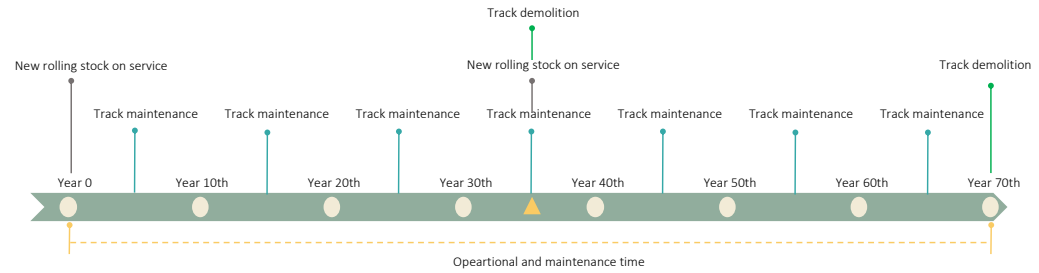 Track demolition
New rolling stock on service
New rolling stock on service
Track demolition
Track maintenance
Track maintenance
Track maintenance
Track maintenance
Track maintenance
Track maintenance
Track maintenance
Year 0
Year 10th
Year 20th
Year 30th
Year 40th
Year 50th
Year 60th
Year 70th
Opeartional and maintenance time